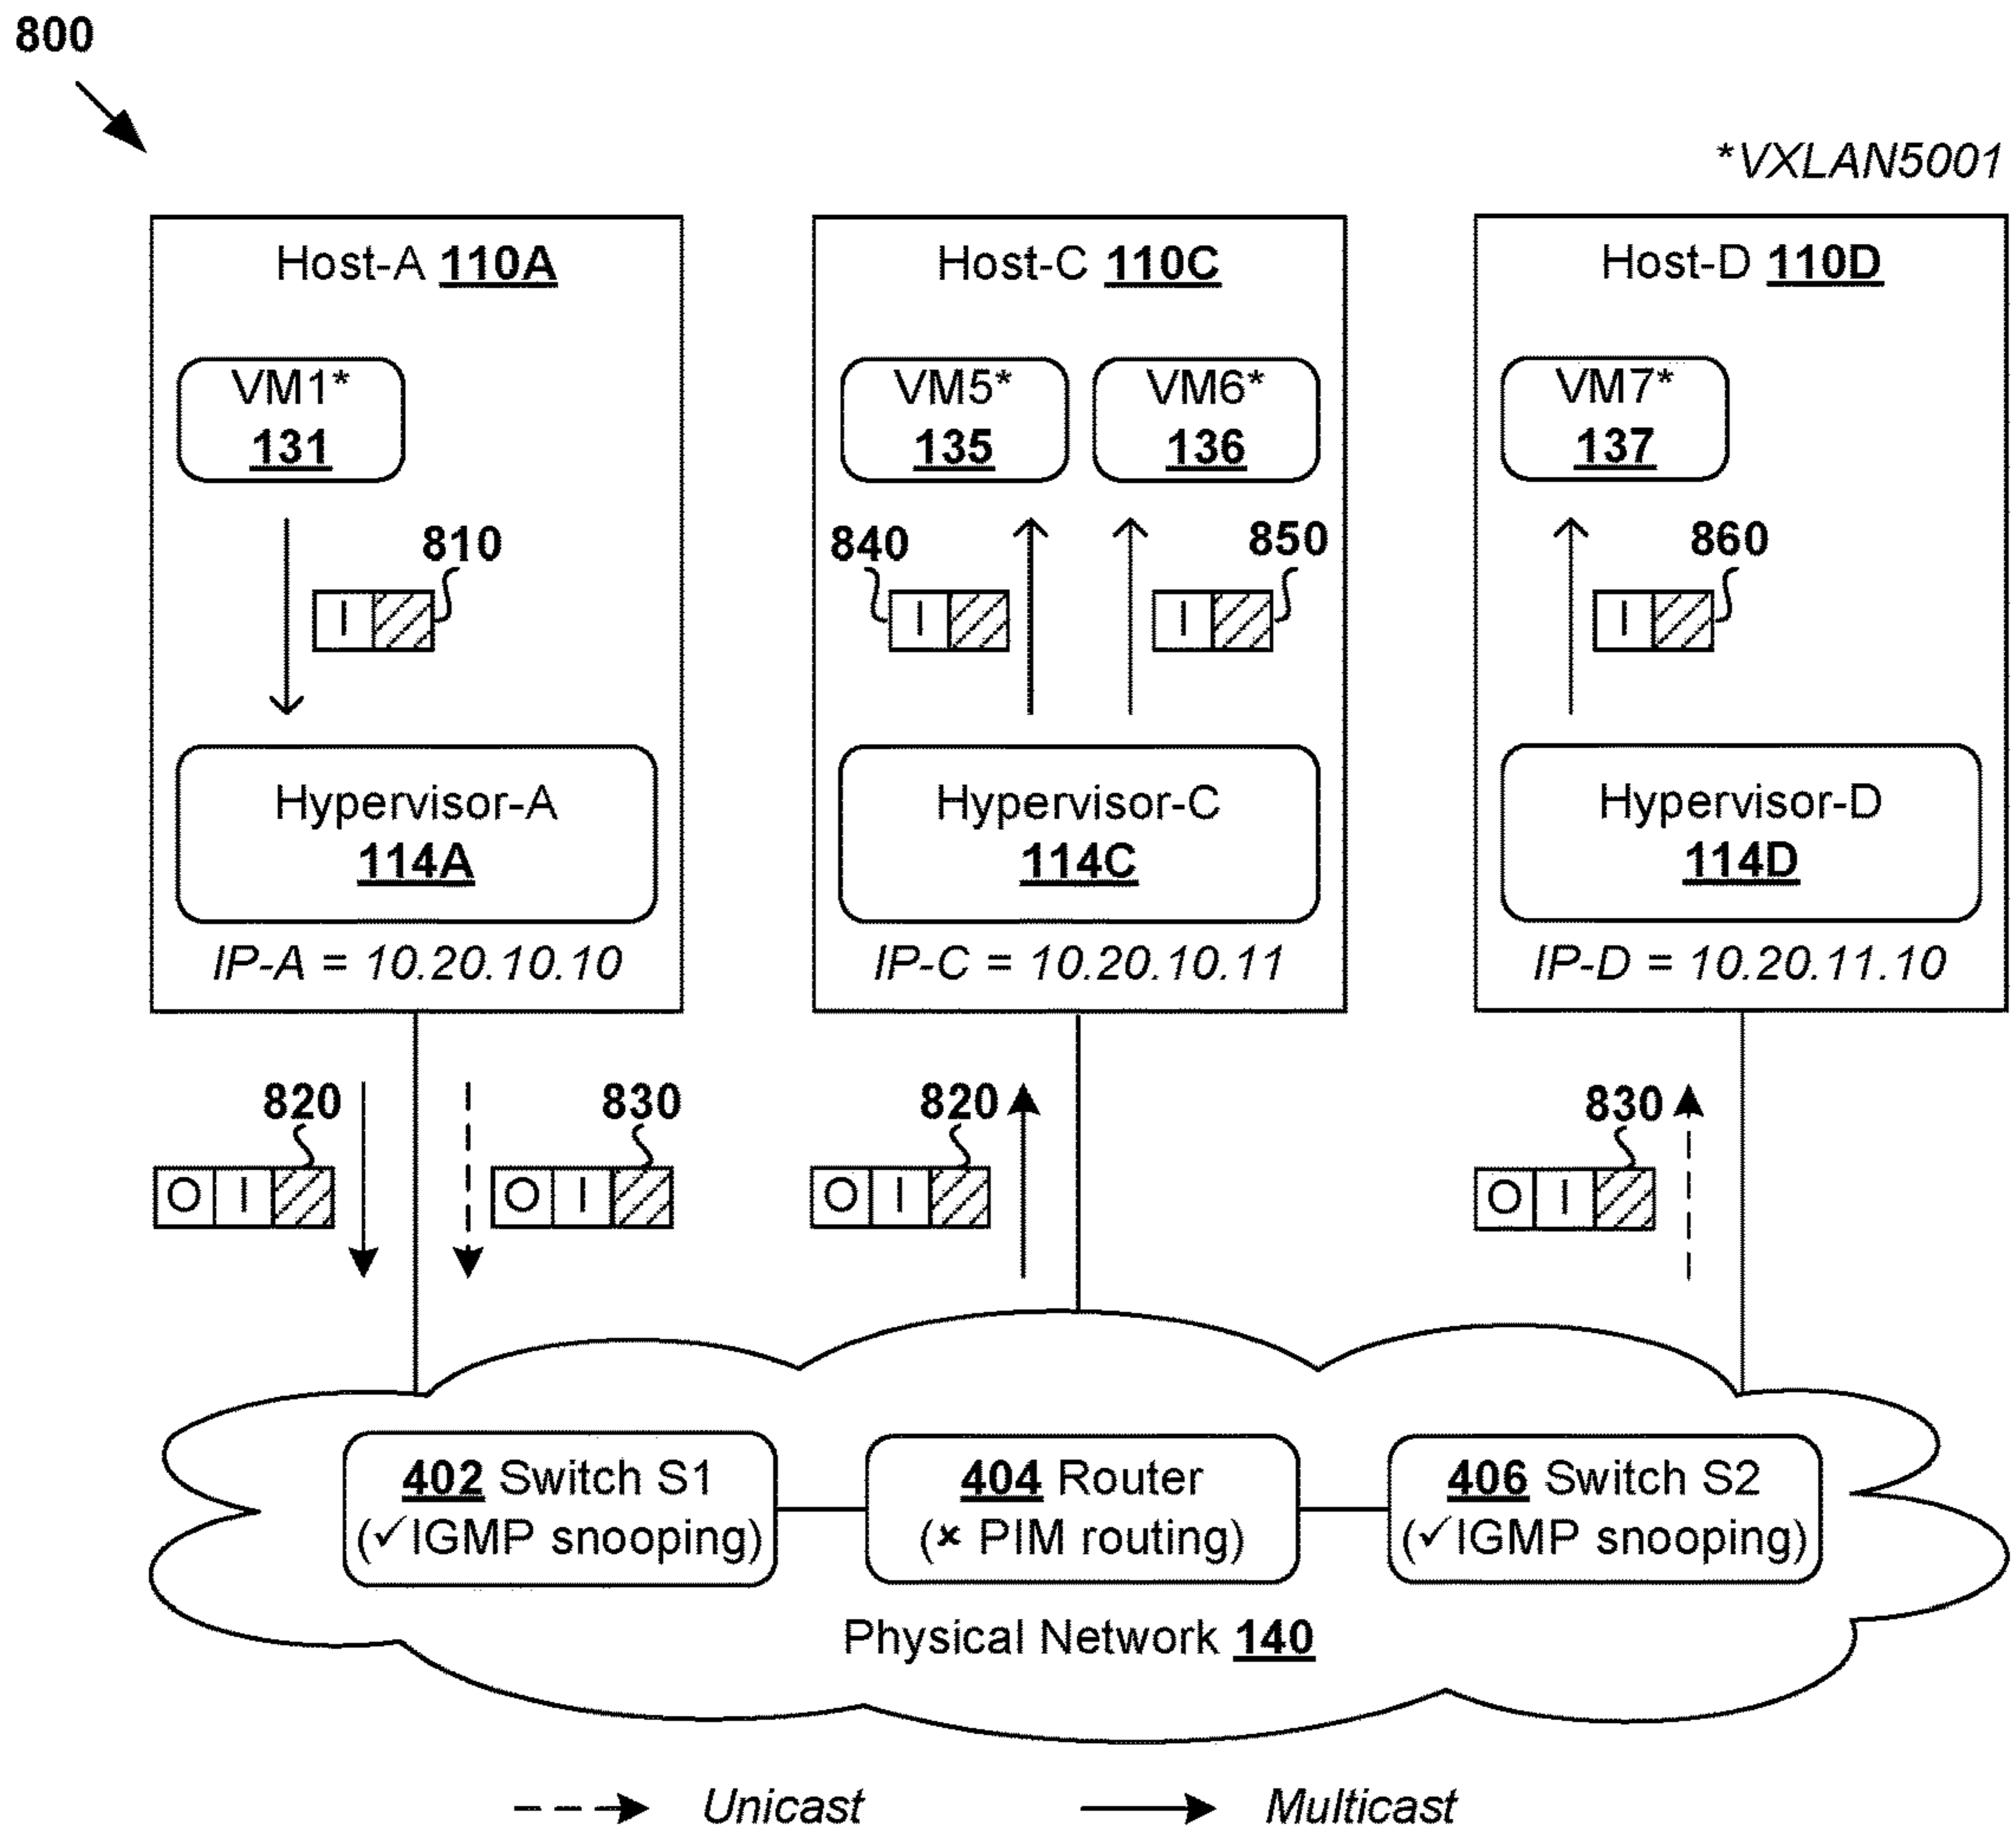 800
*VXLAN5001
Host-A 110A
Host-C 110C
Host-D 110D
VM1*
131
VM5*
135
VM6*
136
VM7*
137
810
840
850
860
I
I
I
I
Hypervisor-A
114A
Hypervisor-C
114C
Hypervisor-D
114D
IP-A = 10.20.10.10
IP-C = 10.20.10.11
IP-D = 10.20.11.10
820
830
820
830
O I
O I
O I
O I
402 Switch S1
(✓IGMP snooping)
404 Router
(✘ PIM routing)
406 Switch S2
(✓IGMP snooping)
Physical Network 140
Unicast
Multicast